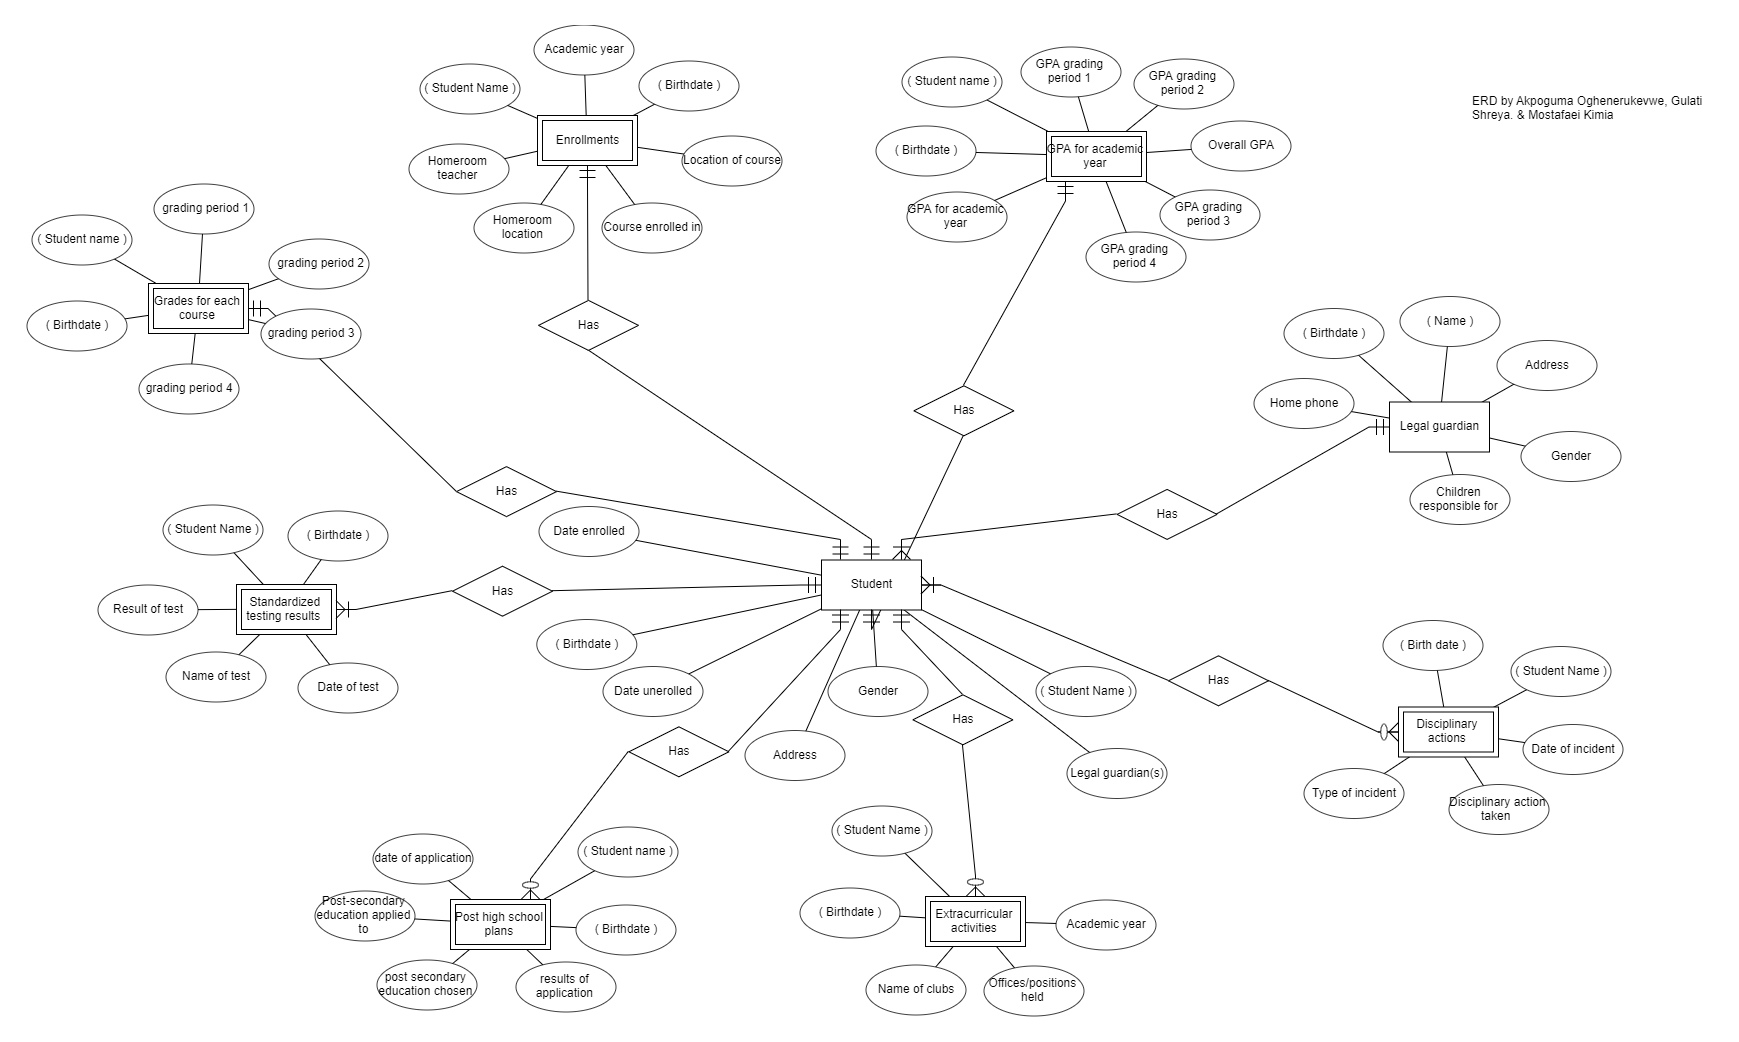 Academic year
( Student Name )
( Birthdate )
Enrollments
Homeroom
teacher
Location of course
Homeroom
location
Course enrolled in
( Student name )
GPA grading
period 1
GPA grading
period 2
( Birthdate )
GPA for academic
year
Overall GPA
GPA for academic
year
GPA grading
period 3
GPA grading
period 4
ERD by Akpoguma Oghenerukevwe, Gulati
Shreya. & Mostafaei Kimia
grading period 1
( Student name )
grading period 2
Grades for each
course
( Birthdate )
grading period 3
grading period 4
Has
Has
( Birthdate )
( Name )
Address
Home phone
Legal guardian
Gender
Children
responsible for
Has
Has
( Student Name )
( Birthdate )
Result of test
Standardized
testing results
Name of test
Date of test
Has
Date enrolled
Student
( Birthdate )
Date unerolled
Gender
( Student Name )
Address
Legal guardian(s)
Has
Has
Has
( Birth date )
( Student Name )
Disciplinary
actions
Date of incident
Type of incident
Disciplinary action
taken
date of application
( Student name )
Post-secondary
education applied
to
Post high school
plans
( Birthdate )
post secondary
education chosen
results of
application
( Student Name )
( Birthdate )
Extracurricular
activities
Academic year
Name of clubs
Offices/positions
held